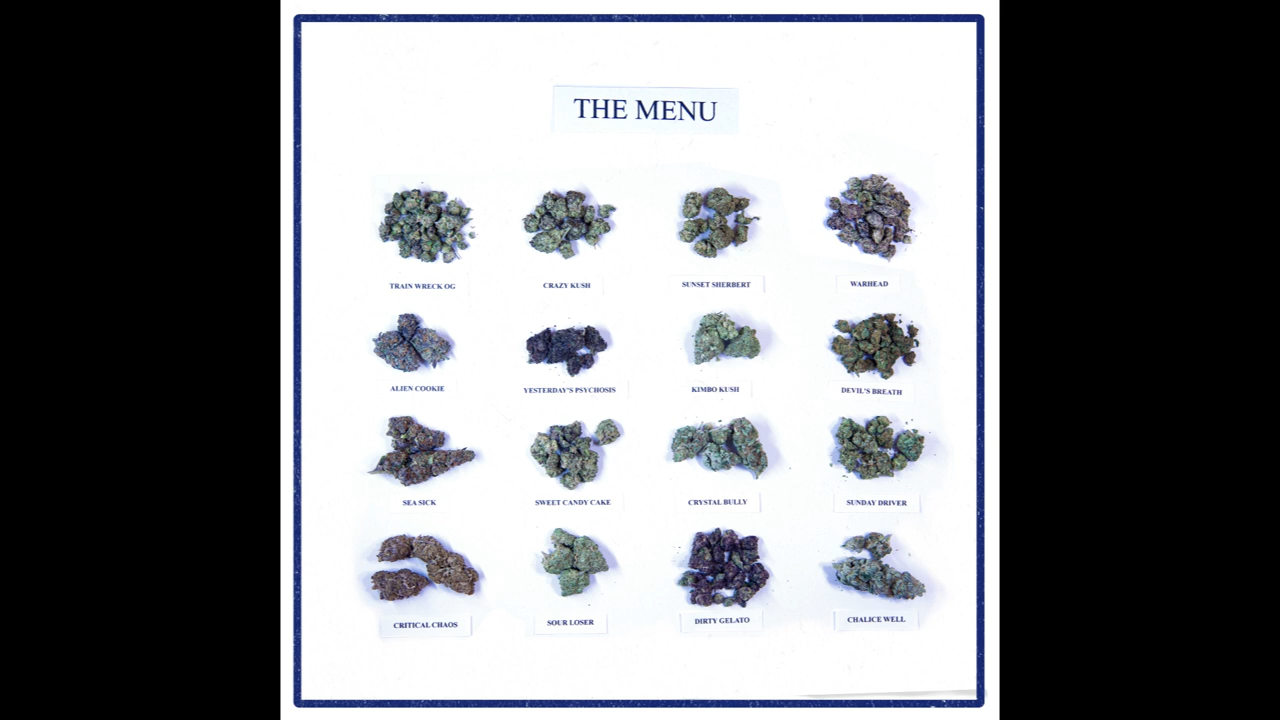 THE MENU
TRAIN WRECK OG
CRAZY KUSH
SUNSET SHERBERT
WARHEAD
ALIEN COOKIE
YESTERDAY'S PSYCHOSIS
KIMBO KUSH
DEVIL'S BREATH
SEA SICK
SWEET CANDY CAKE
CRYSTAL BULLY
SUNDAY DRIVER
CRITICAL CHAOS
SOUR LOSER
DIRTY GELATO
CHALICE WELL